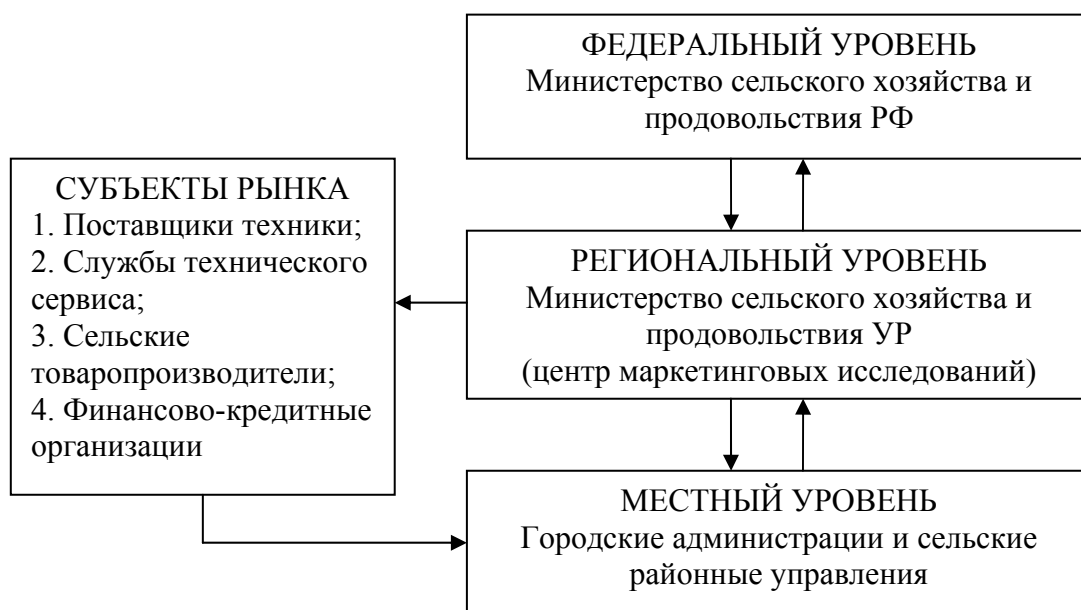 ФЕДЕРАЛЬНЫЙ УРОВЕНЬ
Министерство сельского хозяйства и
продовольствия РФ
СУБЪЕКТЫ РЫНКА
1. Поставщики техники;
2. Службы технического
сервиса;
3. Сельские
товаропроизводители;
4. Финансово-кредитные
организации
РЕГИОНАЛЬНЫЙ УРОВЕНЬ
Министерство сельского хозяйства и
продовольствия УР
(центр маркетинговых исследований)
МЕСТНЫЙ УРОВЕНЬ
Городские администрации и сельские
районные управления